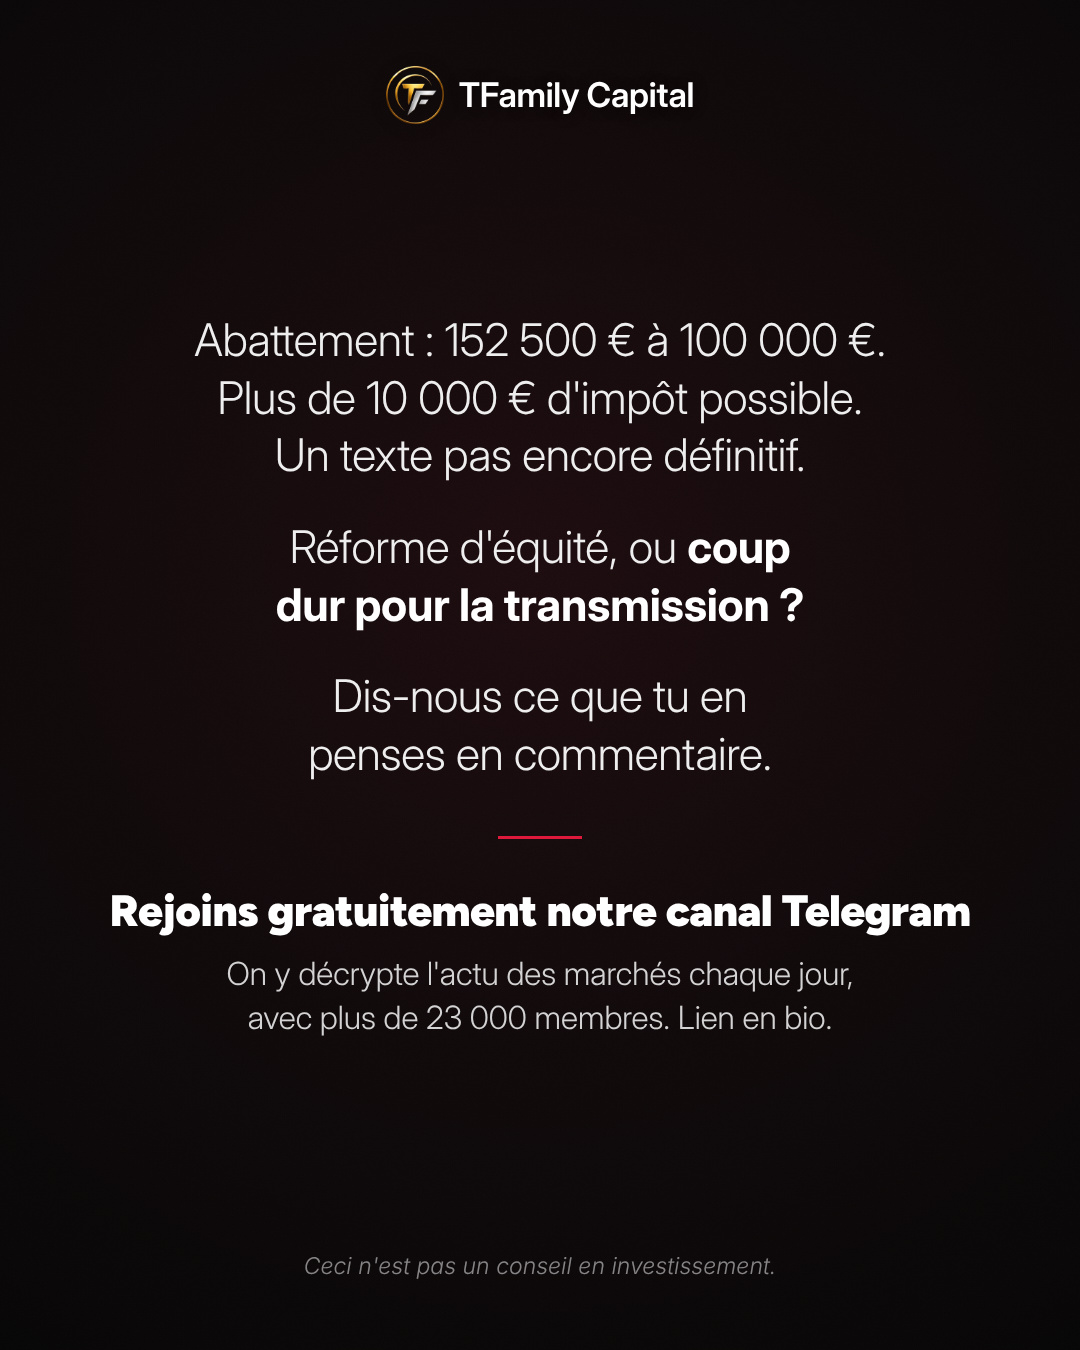 TF TFamily Capital
Abattement : 152 500 € à 100 000 €.
Plus de 10 000 € d'impôt possible.
Un texte pas encore définitif.
Réforme d'équité, ou coup
dur pour la transmission ?
Dis-nous ce que tu en
penses en commentaire.
Rejoins gratuitement notre canal Telegram
On y décrypte l'actu des marchés chaque jour,
avec plus de 23 000 membres. Lien en bio.
Ceci n'est pas un conseil en investissement.